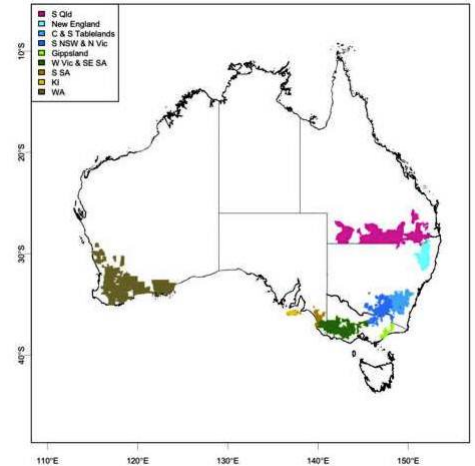 S Qld
New England
C & S Tablelands
S NSW & N Vic
Gippsland
W Vic & SE SA
S SA
KI
WA
10°S
20°S
30°S
40°S
110°E
120°E
130°E
140°E
150°E